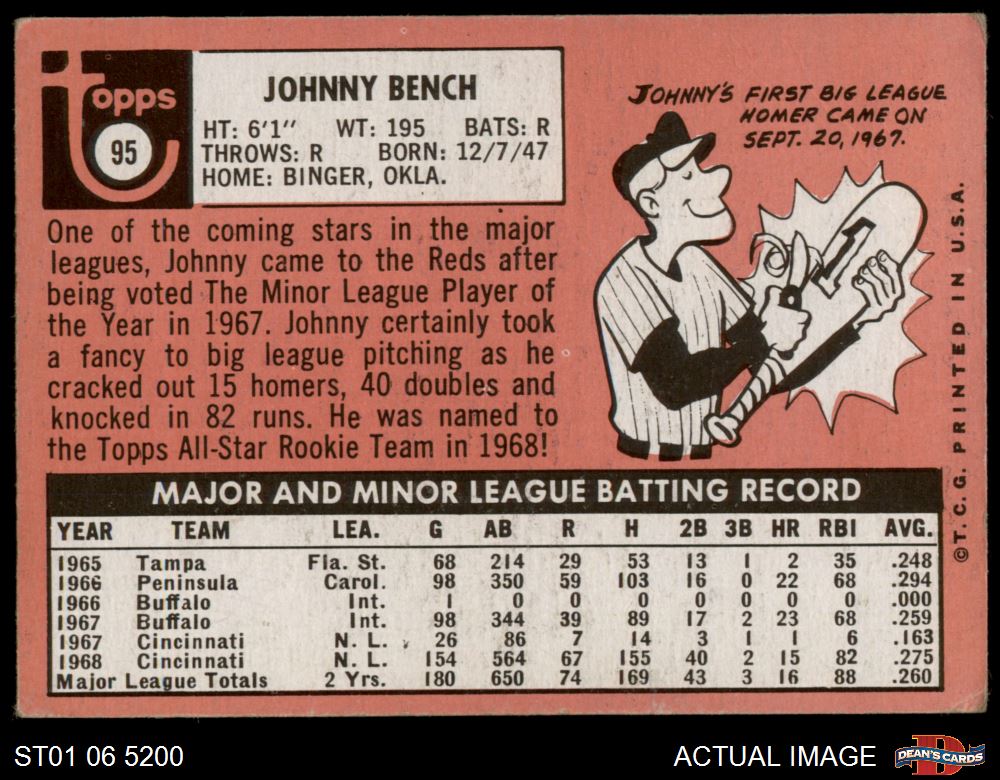 topps
95
JOHNNY BENCH
HT: 6'1" WT: 195 BATS: R
THROWS: R BORN: 12/7/47
HOME: BINGER, OKLA.
JOHNNY'S FIRST BIG LEAGUE
HOMER CAME ON
SEPT. 20, 1967.
1
One of the coming stars in the major
leagues, Johnny came to the Reds after
being voted The Minor League Player of
the Year in 1967. Johnny certainly took
a fancy to big league pitching as he
cracked out 15 homers, 40 doubles and
knocked in 82 runs. He was named to
the Topps All-Star Rookie Team in 1968!
MAJOR AND MINOR LEAGUE BATTING RECORD
YEAR TEAM LEA. G AB R H 2B 3B HR RBI AVG.
1965 Tampa Fla. St. 68 214 29 53 13 1 2 35 .248
1966 Peninsula Carol. 98 350 59 103 16 0 22 68 .294
1966 Buffalo Int. 1 0 0 0 0 0 0 0 .000
1967 Buffalo Int. 98 344 39 89 17 2 23 68 .259
1967 Cincinnati N. L. 26 86 7 14 3 1 1 6 .163
1968 Cincinnati N. L. 154 564 67 155 40 2 15 82 .275
Major League Totals 2 Yrs. 180 650 74 169 43 3 16 88 .260
©T. C. G. PRINTED IN U.S.A.
ST01 06 5200
ACTUAL IMAGE
D
DEAN'S CARDS